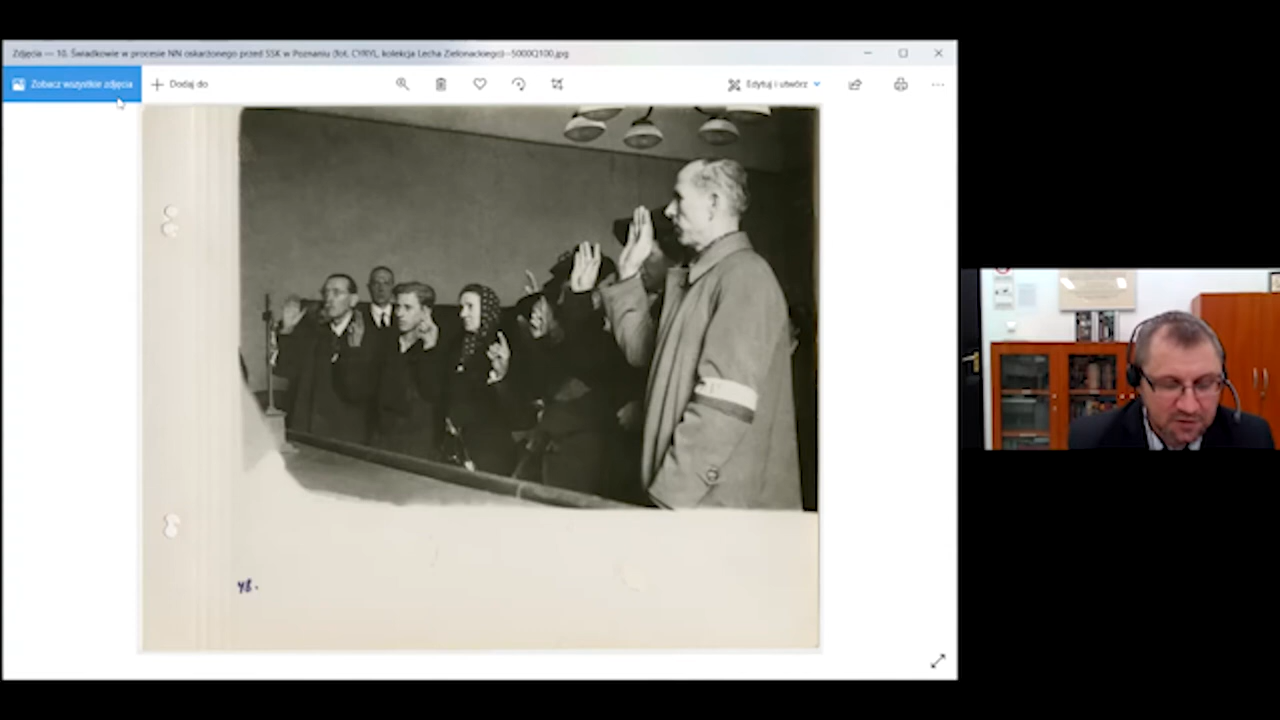 Zdjęcia — 10. Świadkowie w procesie NN oskarżonego przed SSK w Poznaniu (fot. CYRYL, kolekcja Lecha Zielonackiego)--5000Q100.jpg
Zobacz wszystkie zdjęcia
Dodaj do
Edytuj i utwórz
48.